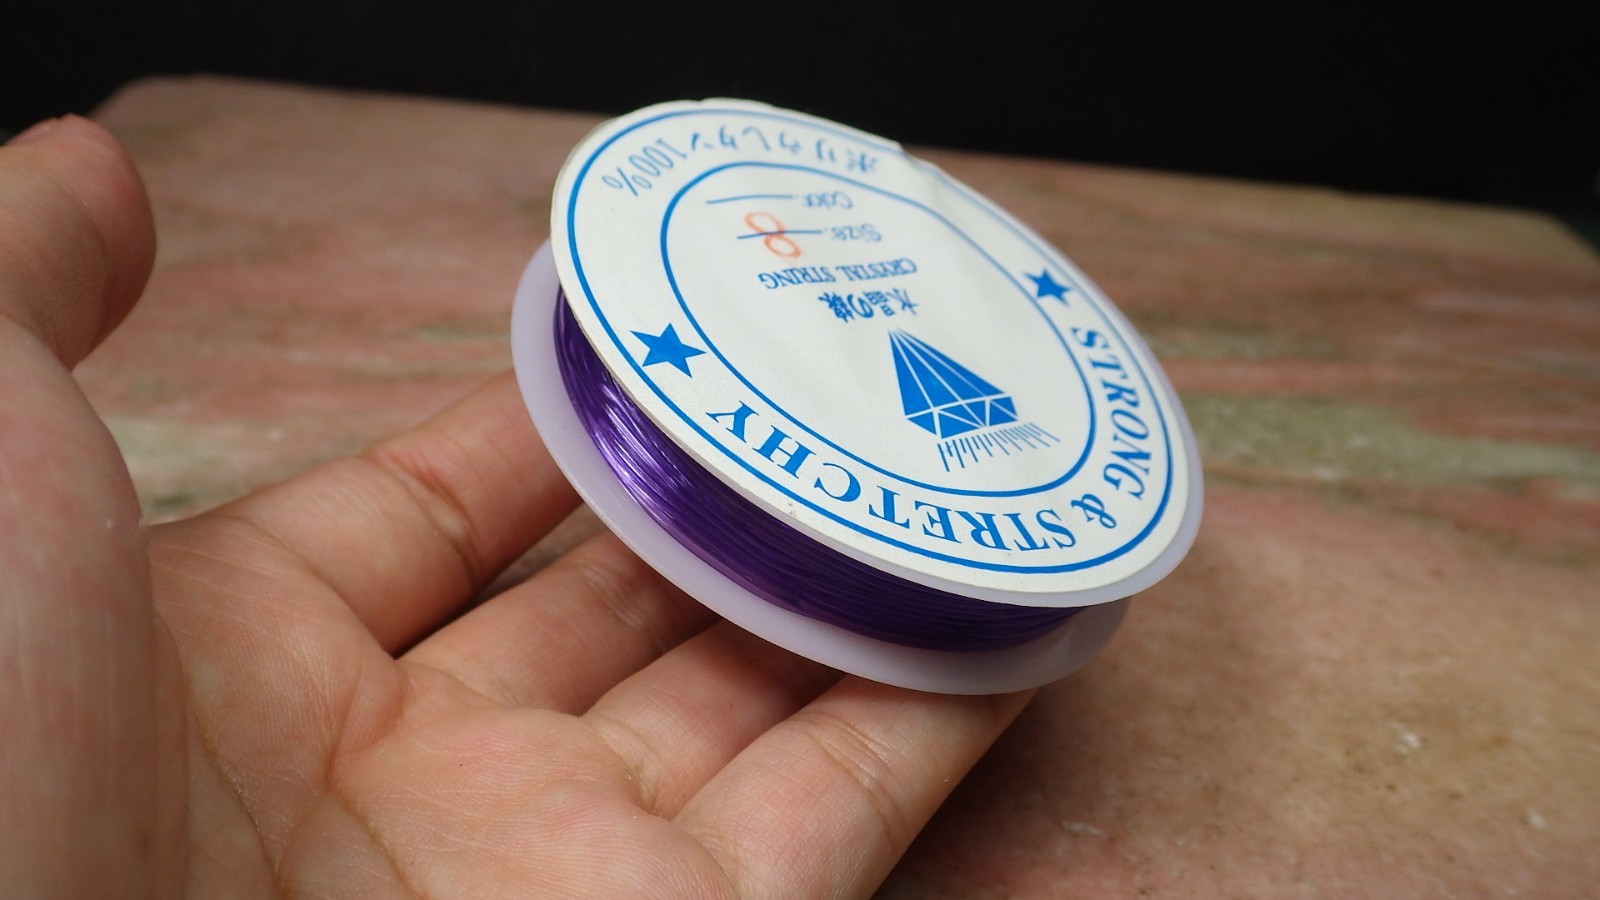 STRONG & STRETCHY
水晶の線
CRYSTAL STRING
Size: 8
Color:
ポリウレタン100%